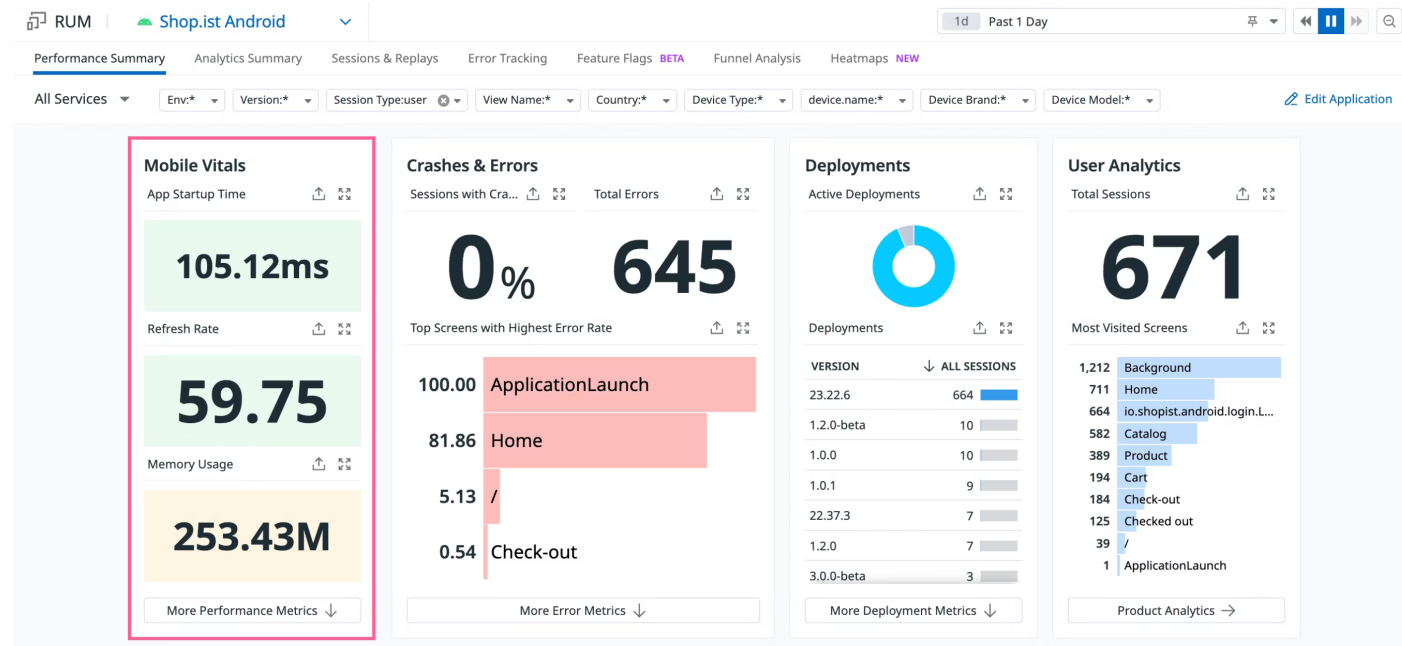 RUM
Shop.ist Android
1d Past 1 Day
Performance Summary Analytics Summary Sessions & Replays Error Tracking Feature Flags BETA Funnel Analysis Heatmaps NEW
All Services Env:* Version:* Session Type:user View Name:* Country:* Device Type:* device.name:* Device Brand:* Device Model:* Edit Application
Mobile Vitals
App Startup Time
105.12ms
Refresh Rate
59.75
Memory Usage
253.43M
More Performance Metrics
Crashes & Errors
Sessions with Cra... Total Errors
0% 645
Top Screens with Highest Error Rate
100.00 ApplicationLaunch
81.86 Home
5.13 /
0.54 Check-out
More Error Metrics
Deployments
Active Deployments
Deployments
VERSION ALL SESSIONS
23.22.6 664
1.2.0-beta 10
1.0.0 10
1.0.1 9
22.37.3 7
1.2.0 7
3.0.0-beta 3
More Deployment Metrics
User Analytics
Total Sessions
671
Most Visited Screens
1,212 Background
711 Home
664 io.shopist.android.login.L...
582 Catalog
389 Product
194 Cart
184 Check-out
125 Checked out
39 /
1 ApplicationLaunch
Product Analytics